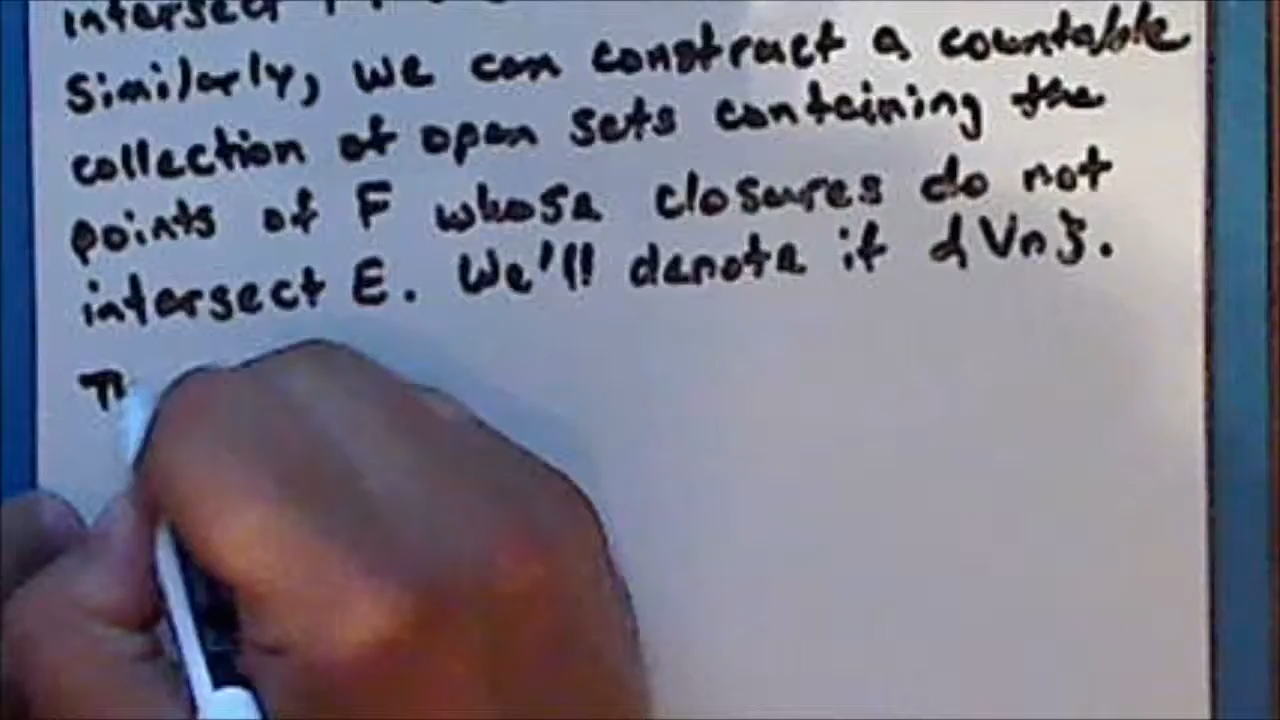 intersect
Similarly, we can construct a countable
collection of open sets containing the
points of F whose closures do not
intersect E. We'll denote it {Vn}.